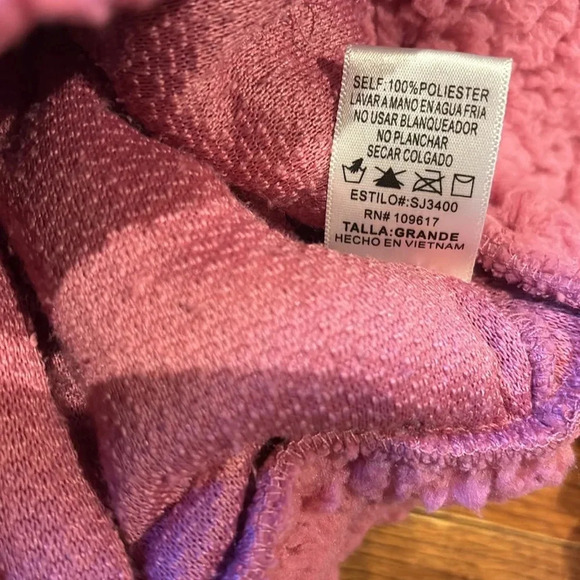 SELF:100%POLIESTER
LAVAR A MANO EN AGUA FRIA
NO USAR BLANQUEADOR
NO PLANCHAR
SECAR COLGADO
ESTILO#:SJ3400
RN# 109617
TALLA:GRANDE
HECHO EN VIETNAM